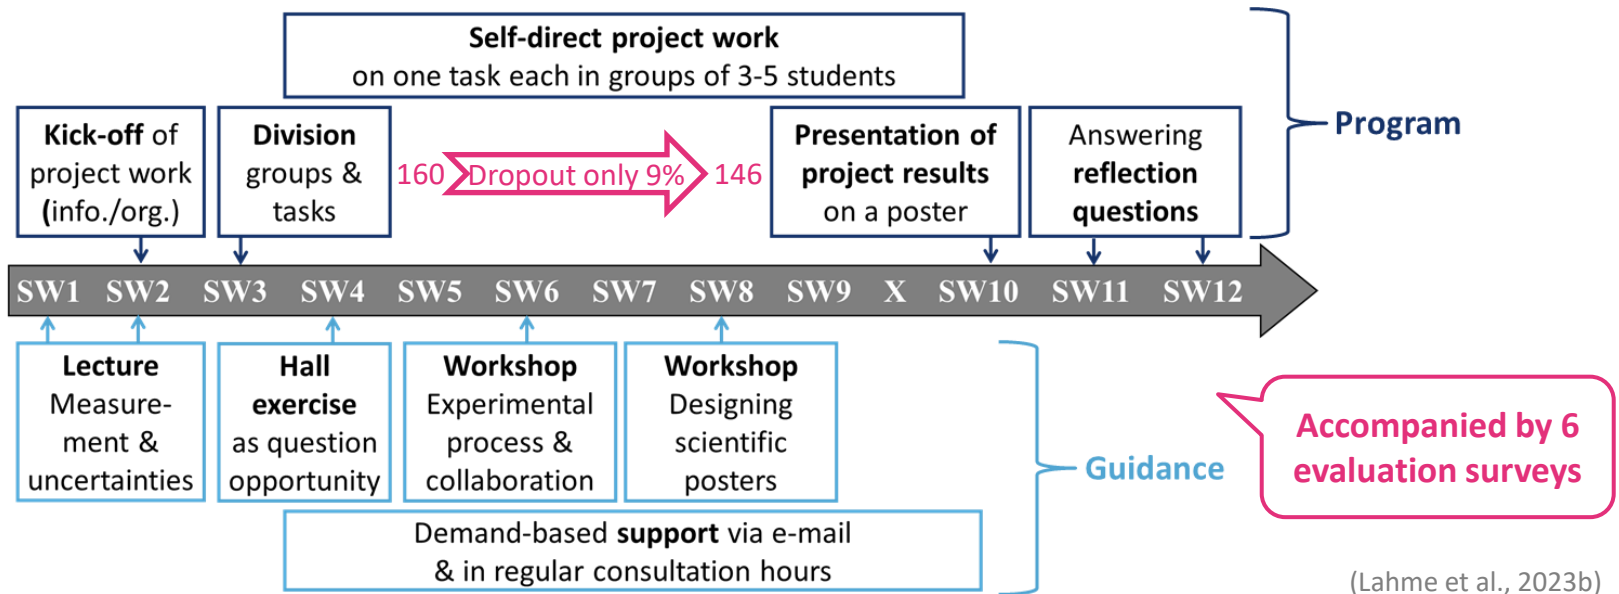 Self-direct project work
on one task each in groups of 3-5 students
Kick-off of
project work
(info./org.)
Division
groups &
tasks
160
Dropout only 9%
146
Presentation of
project results
on a poster
Answering
reflection
questions
Program
SW1 SW2 SW3 SW4 SW5 SW6 SW7 SW8 SW9 X SW10 SW11 SW12
Lecture
Measure-
ment &
uncertainties
Hall
exercise
as question
opportunity
Workshop
Experimental
process &
collaboration
Workshop
Designing
scientific
posters
Guidance
Accompanied by 6
evaluation surveys
Demand-based support via e-mail
& in regular consultation hours
(Lahme et al., 2023b)